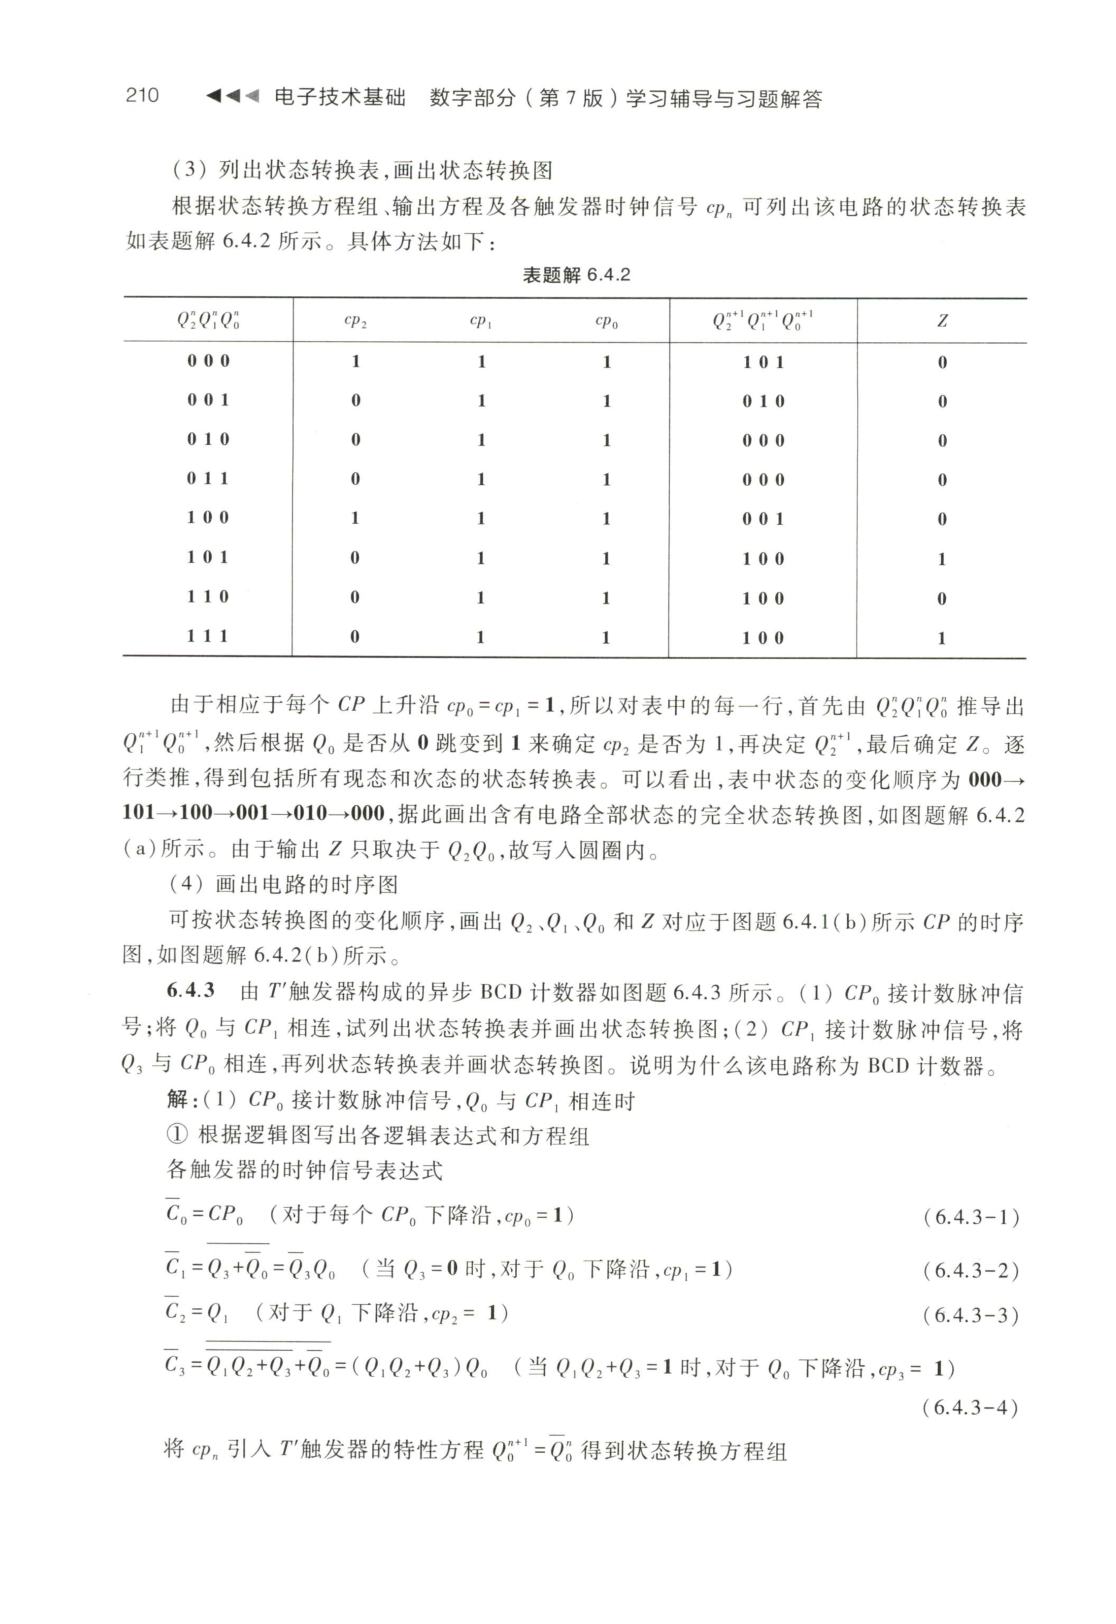 210 ◀◀◀ 电子技术基础 数字部分(第7版)学习辅导与习题解答
(3) 列出状态转换表,画出状态转换图
根据状态转换方程组、输出方程及各触发器时钟信号 cpₙ 可列出该电路的状态转换表
如表题解 6.4.2 所示。具体方法如下:
表题解 6.4.2
Q₂ⁿQ₁ⁿQ₀ⁿ cp₂ cp₁ cp₀ Q₂ⁿ⁺¹Q₁ⁿ⁺¹Q₀ⁿ⁺¹ Z
0 0 0 1 1 1 1 0 1 0
0 0 1 0 1 1 0 1 0 0
0 1 0 0 1 1 0 0 0 0
0 1 1 0 1 1 0 0 0 0
1 0 0 1 1 1 0 0 1 0
1 0 1 0 1 1 1 0 0 1
1 1 0 0 1 1 1 0 0 0
1 1 1 0 1 1 1 0 0 1
由于相应于每个 CP 上升沿 cp₀=cp₁=1,所以对表中的每一行,首先由 Q₂ⁿQ₁ⁿQ₀ⁿ 推导出
Q₁ⁿ⁺¹Q₀ⁿ⁺¹,然后根据 Q₀ 是否从 0 跳变到 1 来确定 cp₂ 是否为 1,再决定 Q₂ⁿ⁺¹,最后确定 Z。逐
行类推,得到包括所有现态和次态的状态转换表。可以看出,表中状态的变化顺序为 000→
101→100→001→010→000,据此画出含有电路全部状态的完全状态转换图,如图题解 6.4.2
(a)所示。由于输出 Z 只取决于 Q₂Q₀,故写入圆圈内。
(4) 画出电路的时序图
可按状态转换图的变化顺序,画出 Q₂、Q₁、Q₀ 和 Z 对应于图题 6.4.1(b)所示 CP 的时序
图,如图题解 6.4.2(b)所示。
6.4.3 由 T′触发器构成的异步 BCD 计数器如图题 6.4.3 所示。(1) CP₀ 接计数脉冲信
号;将 Q₀ 与 CP₁ 相连,试列出状态转换表并画出状态转换图;(2) CP₁ 接计数脉冲信号,将
Q₃ 与 CP₀ 相连,再列状态转换表并画状态转换图。说明为什么该电路称为 BCD 计数器。
解:(1) CP₀ 接计数脉冲信号,Q₀ 与 CP₁ 相连时
① 根据逻辑图写出各逻辑表达式和方程组
各触发器的时钟信号表达式
C̅₀=CP₀ (对于每个 CP₀ 下降沿,cp₀=1) (6.4.3-1)
C̅₁=\overline{Q₃+Q̅₀}=Q̅₃Q₀ (当 Q₃=0 时,对于 Q₀ 下降沿,cp₁=1) (6.4.3-2)
C̅₂=Q₁ (对于 Q₁ 下降沿,cp₂= 1) (6.4.3-3)
C̅₃=\overline{\overline{Q₁Q₂+Q₃}+Q̅₀}=(Q₁Q₂+Q₃)Q₀ (当 Q₁Q₂+Q₃=1 时,对于 Q₀ 下降沿,cp₃= 1)
(6.4.3-4)
将 cpₙ 引入 T′触发器的特性方程 Q₀ⁿ⁺¹=Q̅₀ⁿ 得到状态转换方程组